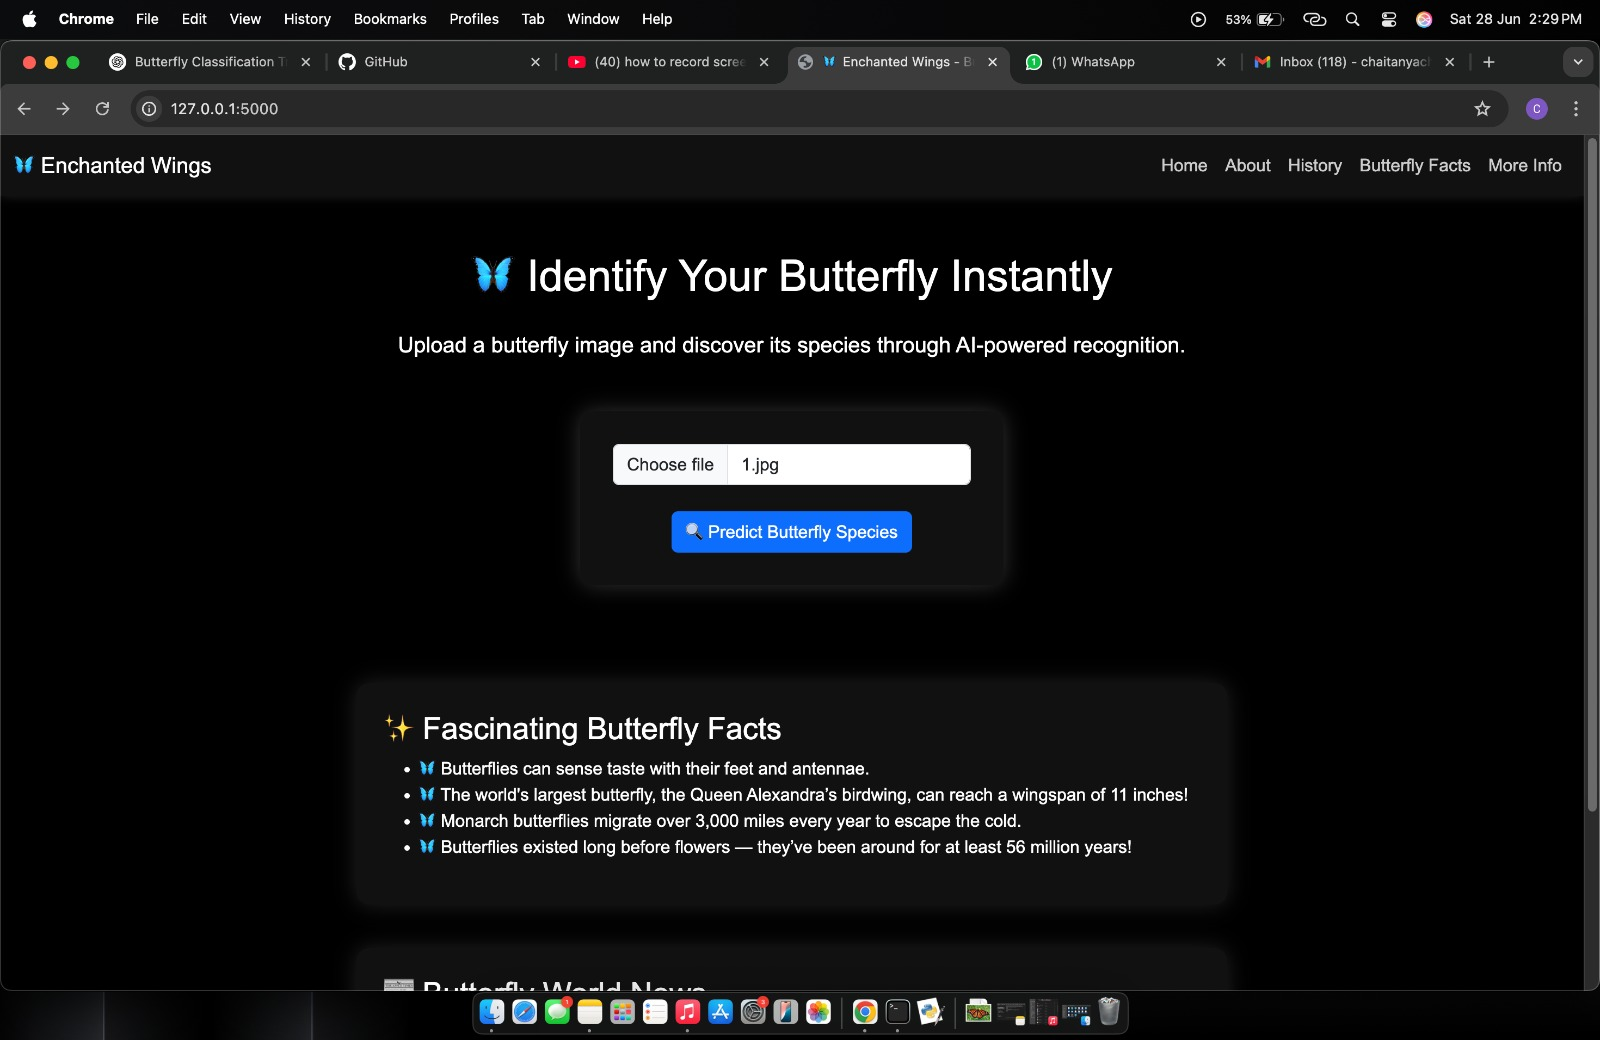 Chrome File Edit View History Bookmarks Profiles Tab Window Help 53% Sat 28 Jun 2:29 PM
Butterfly Classification GitHub (40) how to record scree Enchanted Wings - B (1) WhatsApp Inbox (118) - chaitanyac
127.0.0.1:5000 C
Enchanted Wings Home About History Butterfly Facts More Info
Identify Your Butterfly Instantly
Upload a butterfly image and discover its species through AI-powered recognition.
Choose file 1.jpg
Predict Butterfly Species
✨ Fascinating Butterfly Facts
• Butterflies can sense taste with their feet and antennae.
• The world's largest butterfly, the Queen Alexandra’s birdwing, can reach a wingspan of 11 inches!
• Monarch butterflies migrate over 3,000 miles every year to escape the cold.
• Butterflies existed long before flowers — they’ve been around for at least 56 million years!
Butterfly World News